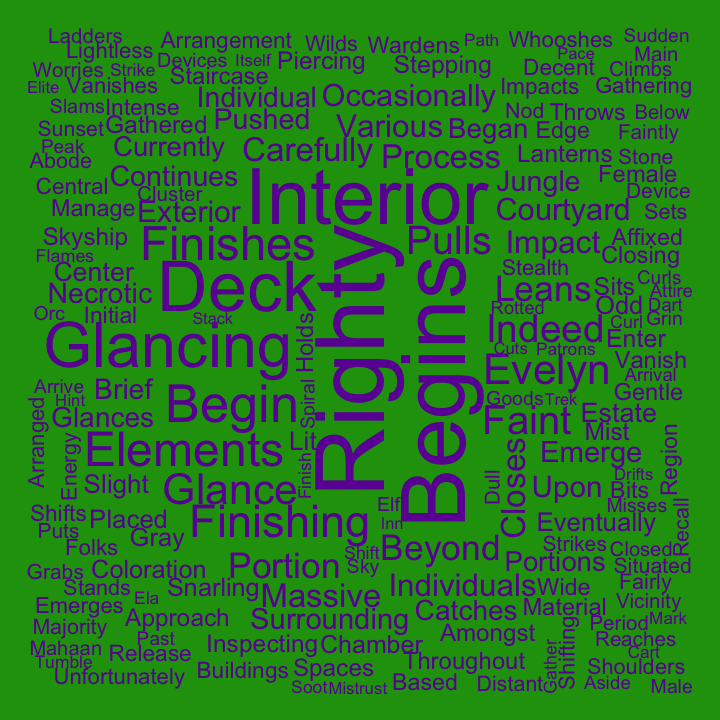 Ladders
Lightless
Arrangement
Wilds
Wardens
Path
Whooshes
Sudden
Devices
Itself
Piercing
Stepping
Pace
Main
Worries
Strike
Staircase
Decent
Climbs
Elite
Vanishes
Individual
Occasionally
Impacts
Gathering
Slams
Intense
Pushed
Various
Began
Nod
Throws
Below
Sunset
Gathered
Edge
Faintly
Peak
Currently
Carefully
Process
Lanterns
Stone
Abode
Continues
Interior
Jungle
Female
Central
Cluster
Device
Manage
Exterior
Courtyard
Sets
Skyship
Finishes
Righty
Pulls
Impact
Affixed
Flames
Closing
Center
Deck
Begins
Stealth
Curls
Necrotic
Leans
Sits
Attire
Orc
Initial
Stack
Rotted
Odd
Dart
Glancing
Holds
Indeed
Curl
Grin
Cuts
Patrons
Enter
Evelyn
Vanish
Arrive
Brief
Begin
Spiral
Arrival
Hint
Goods
Trek
Gentle
Arranged
Glances
Faint
Estate
Elements
Lit
Closes
Mist
Energy
Emerge
Region
Slight
Glance
Finish
Dull
Upon
Bits
Drifts
Misses
Shifts
Placed
Finishing
Elf
Eventually
Recall
Puts
Gray
Inn
Folks
Shift
Beyond
Strikes
Closed
Grabs
Coloration
Portion
Sky
Portions
Situated
Stands
Snarling
Massive
Individuals
Wide
Fairly
Emerges
Ela
Catches
Material
Vicinity
Majority
Approach
Surrounding
Amongst
Period
Mark
Mahaan
Past
Inspecting
Chamber
Shifting
Reaches
Tumble
Release
Throughout
Gather
Cart
Unfortunately
Buildings
Spaces
Based
Distant
Shoulders
Soot
Mistrust
Aside
Male